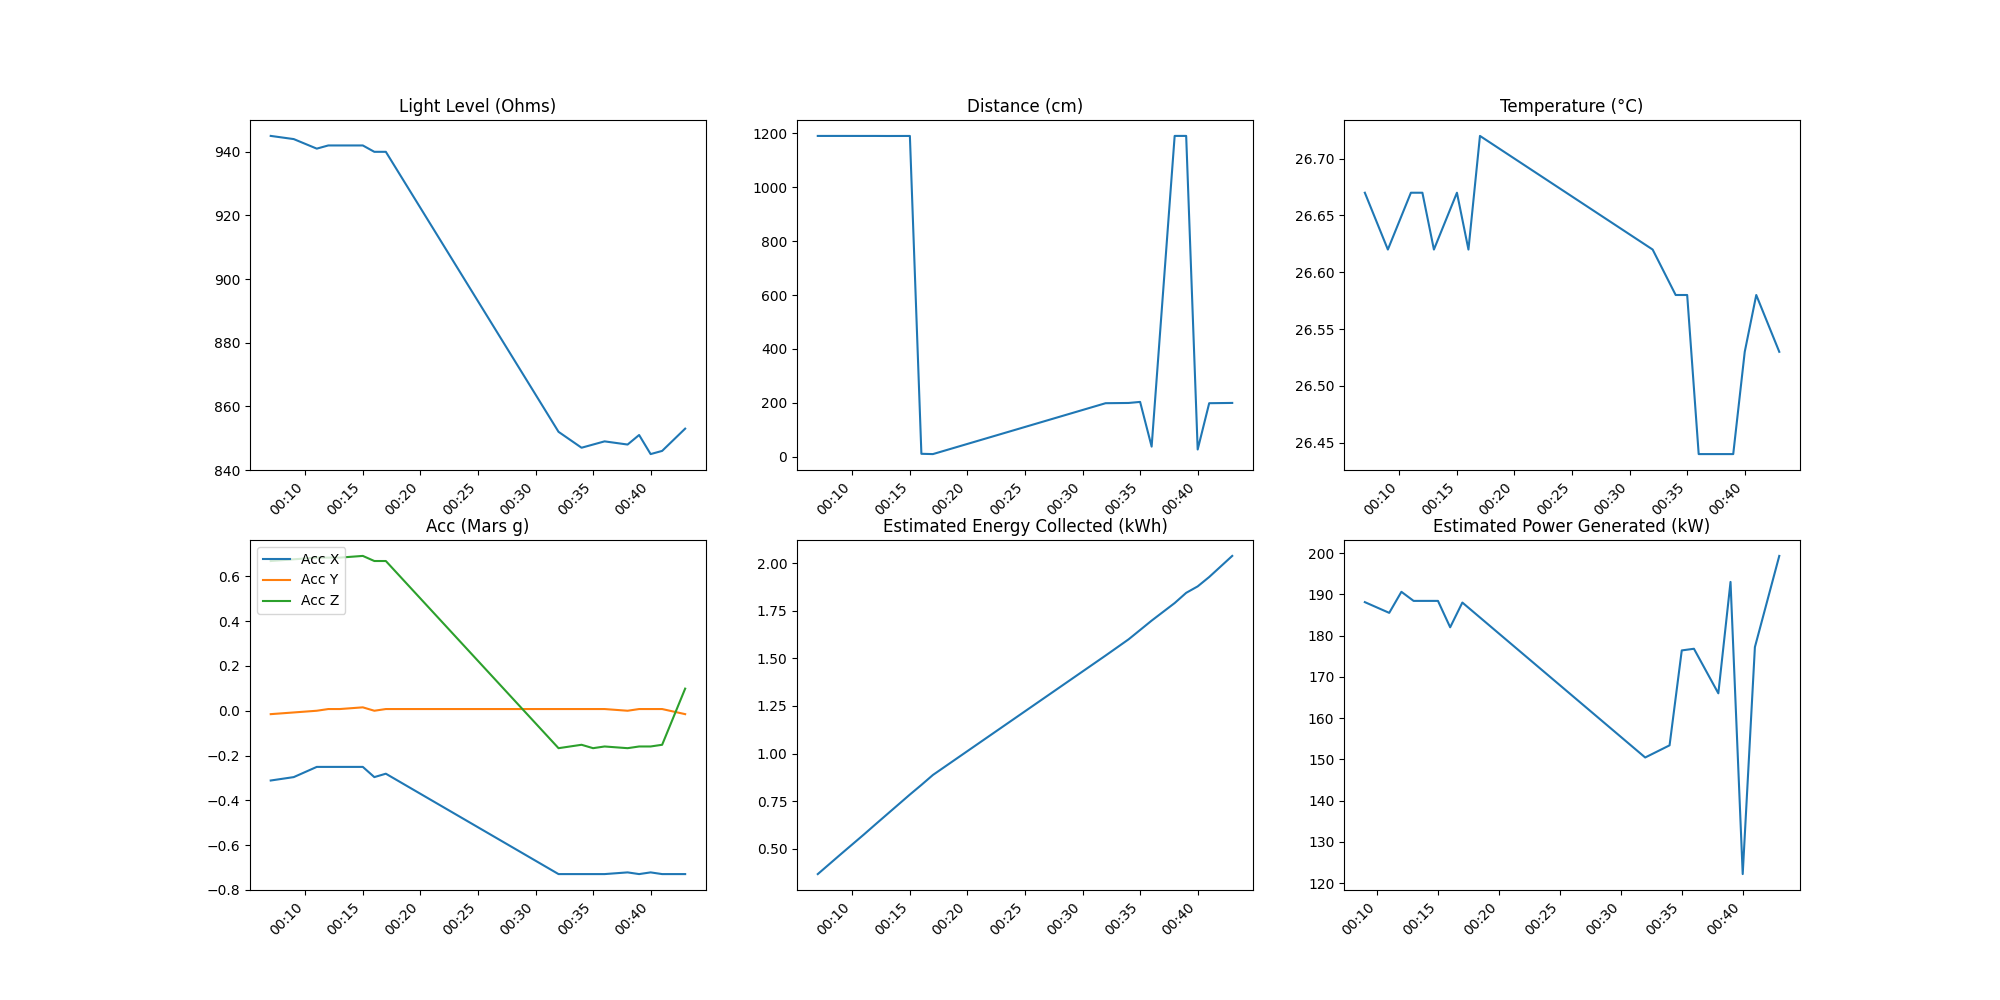 Light Level (Ohms)
940
920
900
880
860
840
00:10 00:15 00:20 00:25 00:30 00:35 00:40
Distance (cm)
1200
1000
800
600
400
200
0
00:10 00:15 00:20 00:25 00:30 00:35 00:40
Temperature (°C)
26.70
26.65
26.60
26.55
26.50
26.45
00:10 00:15 00:20 00:25 00:30 00:35 00:40
Acc (Mars g)
Acc X
Acc Y
Acc Z
0.6
0.4
0.2
0.0
−0.2
−0.4
−0.6
−0.8
00:10 00:15 00:20 00:25 00:30 00:35 00:40
Estimated Energy Collected (kWh)
2.00
1.75
1.50
1.25
1.00
0.75
0.50
00:10 00:15 00:20 00:25 00:30 00:35 00:40
Estimated Power Generated (kW)
200
190
180
170
160
150
140
130
120
00:10 00:15 00:20 00:25 00:30 00:35 00:40